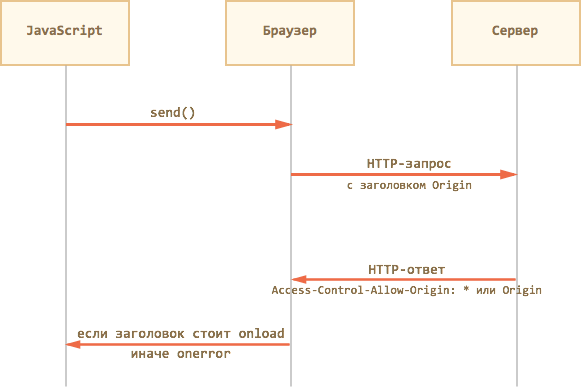 JavaScript
Браузер
Сервер
send()
HTTP-запрос
с заголовком Origin
HTTP-ответ
Access-Control-Allow-Origin: * или Origin
если заголовок стоит onload
иначе onerror